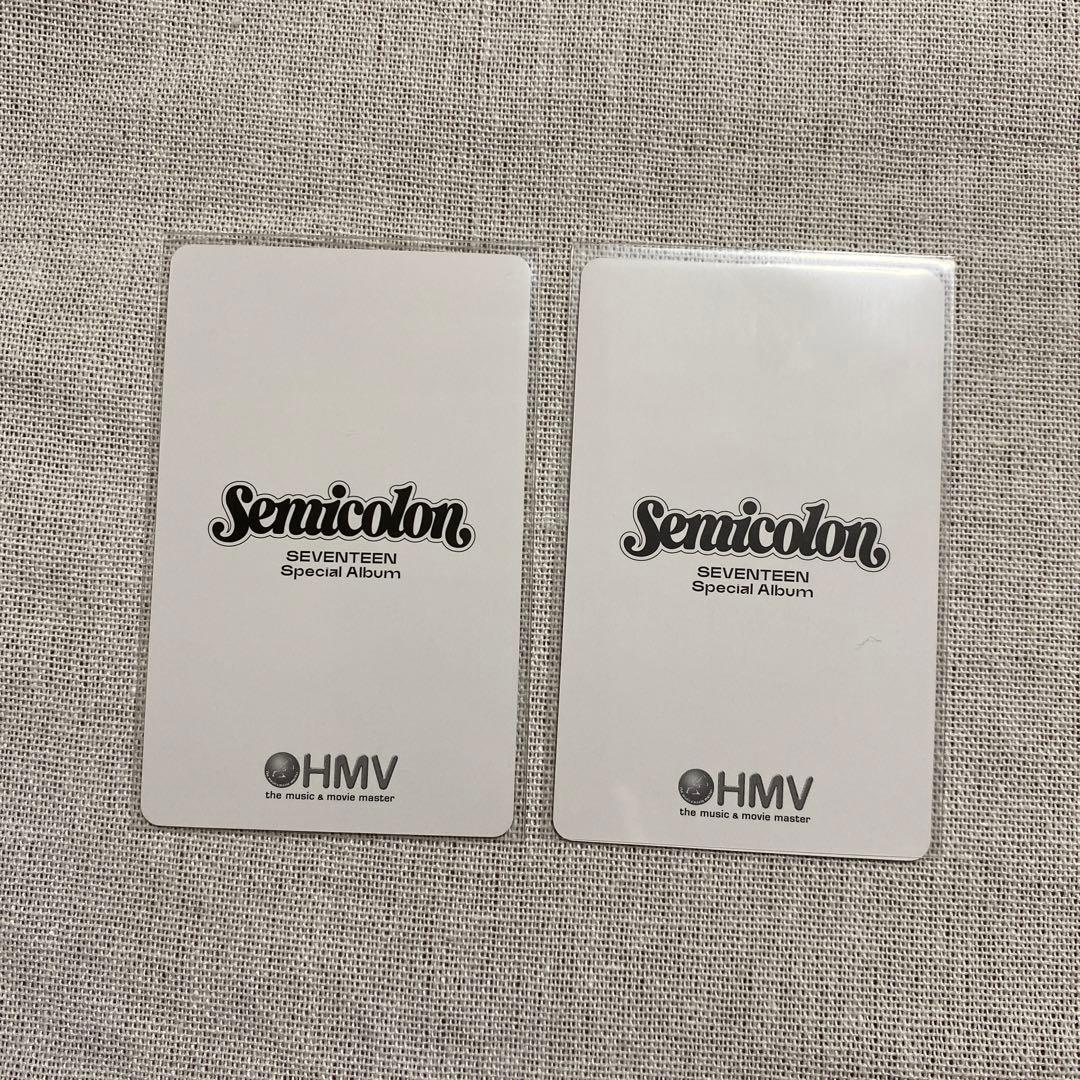 Semicolon
SEVENTEEN
Special Album
HMV
the music & movie master
Semicolon
SEVENTEEN
Special Album
HMV
the music & movie master